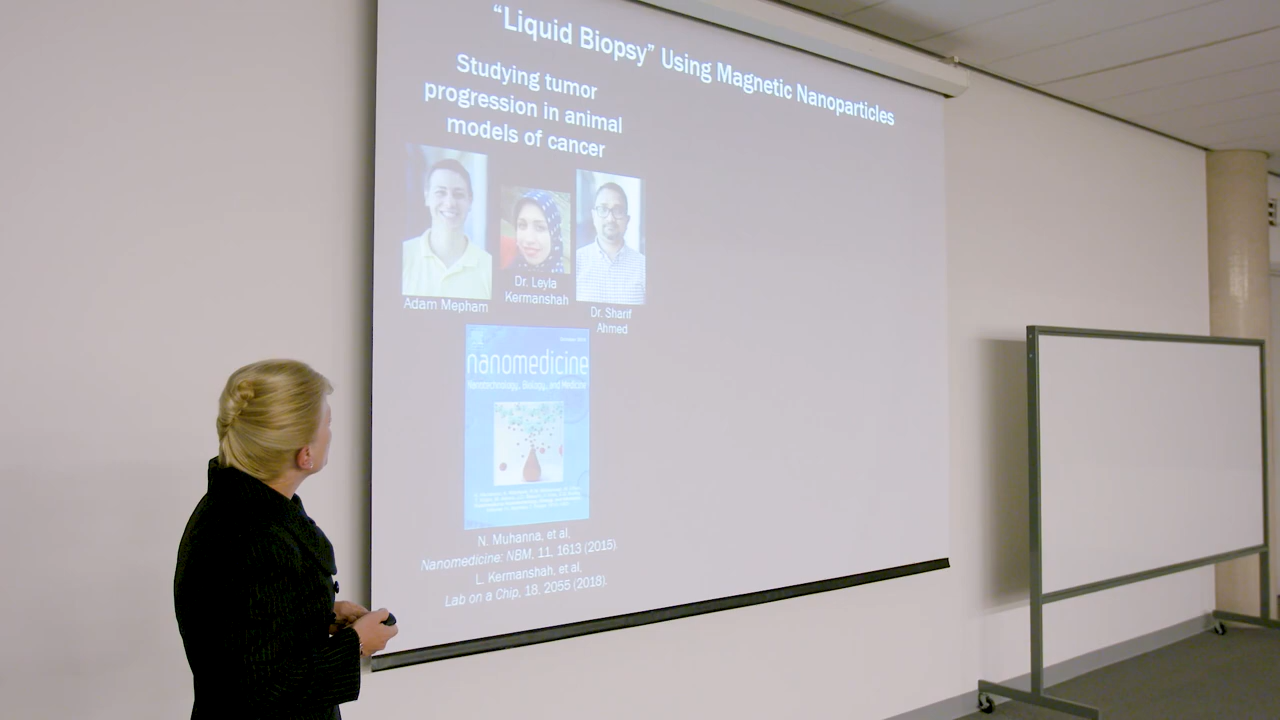 “Liquid Biopsy” Using Magnetic Nanoparticles
Studying tumor
progression in animal
models of cancer
Adam Mepham
Dr. Leyla
Kermanshah
Dr. Sharif
Ahmed
nanomedicine
Nanotechnology, Biology, and Medicine
N. Muhanna, et al,
Nanomedicine: NBM, 11, 1613 (2015).
L. Kermanshah, et al,
Lab on a Chip, 18, 2055 (2018).